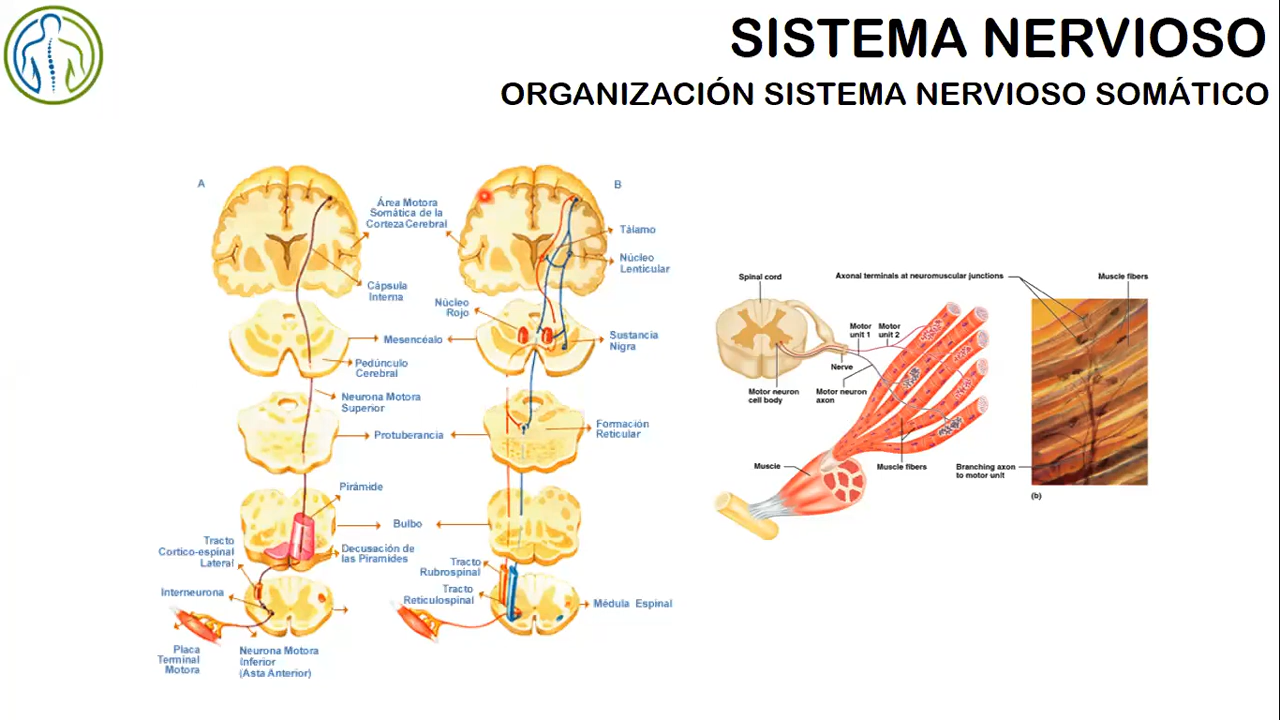 SISTEMA NERVIOSO
ORGANIZACIÓN SISTEMA NERVIOSO SOMÁTICO
A
B
Área Motora
Somática de la
Corteza Cerebral
Tálamo
Núcleo
Lenticular
Cápsula
Interna
Núcleo
Rojo
Mesencéalo
Sustancia
Nigra
Pedúnculo
Cerebral
Neurona Motora
Superior
Formación
Reticular
Protuberancia
Pirámide
Bulbo
Tracto
Cortico-espinal
Lateral
Decusación de
las Piramides
Tracto
Rubrospinal
Interneurona
Tracto
Reticulospinal
Médula Espinal
Placa
Terminal
Motora
Neurona Motora
Inferior
(Asta Anterior)
Spinal cord
Axonal terminals at neuromuscular junctions
Muscle fibers
Motor
unit 1
Motor
unit 2
Nerve
Motor neuron
cell body
Motor neuron
axon
Muscle
Muscle fibers
Branching axon
to motor unit
(b)